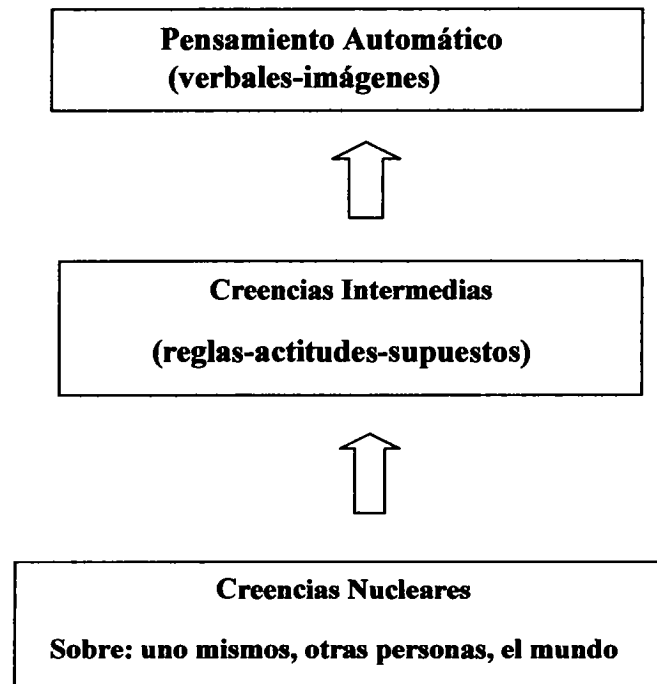 Pensamiento Automático
(verbales-imágenes)
Creencias Intermedias
(reglas-actitudes-supuestos)
Creencias Nucleares
Sobre: uno mismos, otras personas, el mundo